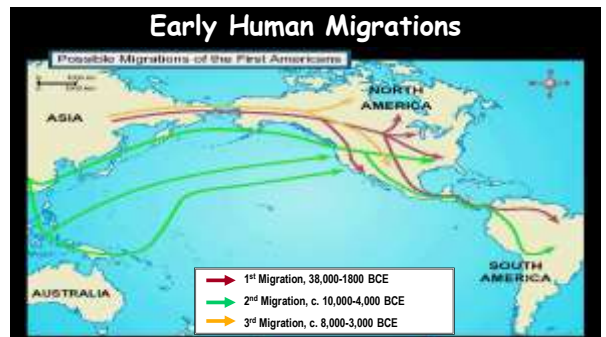 Early Human Migrations
Possible Migrations of the First Americans
NORTH
AMERICA
ASIA
SOUTH
AMERICA
AUSTRALIA
1st Migration, 38,000-1800 BCE
2nd Migration, c. 10,000-4,000 BCE
3rd Migration, c. 8,000-3,000 BCE